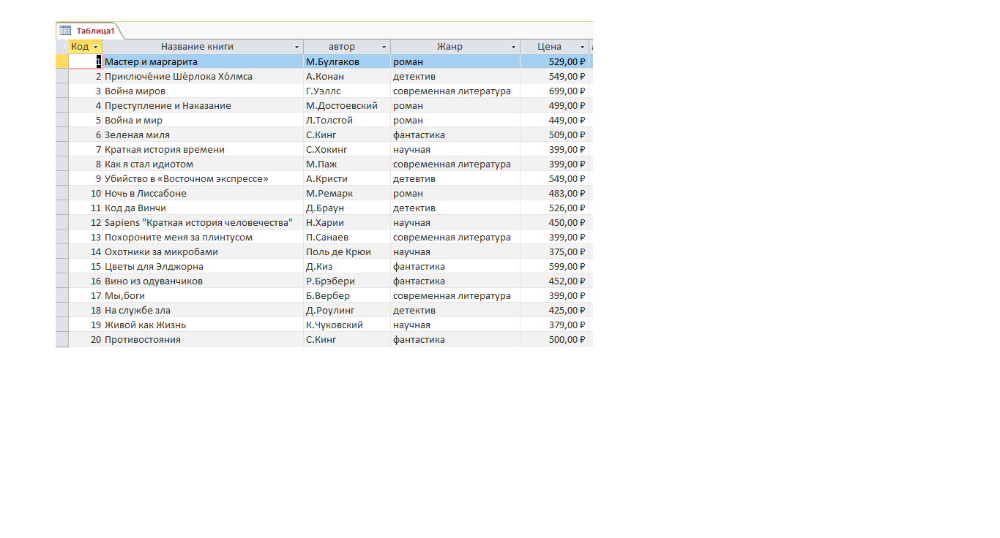 Таблица1
Код Название книги автор Жанр Цена
1 Мастер и маргарита М.Булгаков роман 529,00 ₽
2 Приключе́ние Ше́рлока Хо́лмса А.Конан детектив 549,00 ₽
3 Война миров Г.Уэллс современная литература 699,00 ₽
4 Преступление и Наказание М.Достоевский роман 499,00 ₽
5 Война и мир Л.Толстой роман 449,00 ₽
6 Зеленая миля С.Кинг фантастика 509,00 ₽
7 Краткая история времени С.Хокинг научная 399,00 ₽
8 Как я стал идиотом М.Паж современная литература 399,00 ₽
9 Убийство в «Восточном экспрессе» А.Кристи детевтив 549,00 ₽
10 Ночь в Лиссабоне М.Ремарк роман 483,00 ₽
11 Код да Винчи Д.Браун детектив 526,00 ₽
12 Sapiens "Краткая история человечества" Н.Харии научная 450,00 ₽
13 Похороните меня за плинтусом П.Санаев современная литература 399,00 ₽
14 Охотники за микробами Поль де Крюи научная 375,00 ₽
15 Цветы для Элджорна Д.Киз фантастика 599,00 ₽
16 Вино из одуванчиков Р.Брэбери фантастика 452,00 ₽
17 Мы,боги Б.Вербер современная литература 399,00 ₽
18 На службе зла Д.Роулинг детектив 425,00 ₽
19 Живой как Жизнь К.Чуковский научная 379,00 ₽
20 Противостояния С.Кинг фантастика 500,00 ₽